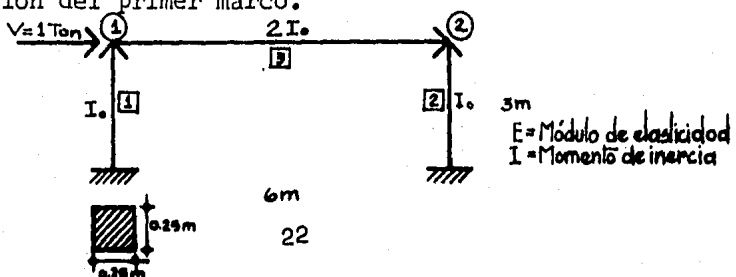 ión del primer marco.
V=1Ton 1 2I. 2
3
I. 1 2 I. 3m
E = Módulo de elasticidad
I = Momento de inercia
6m
0.25m
22
0.25m